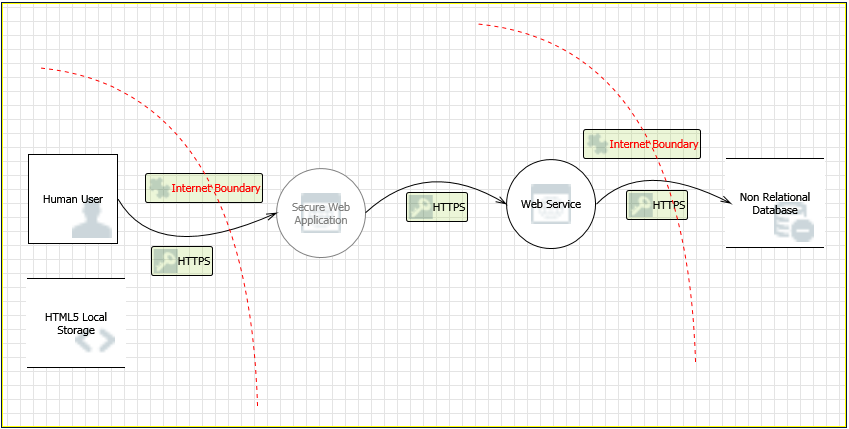 Internet Boundary
Human User
Internet Boundary
HTTPS
HTML5 Local
Storage
Secure Web
Application
HTTPS
Web Service
HTTPS
Non Relational
Database